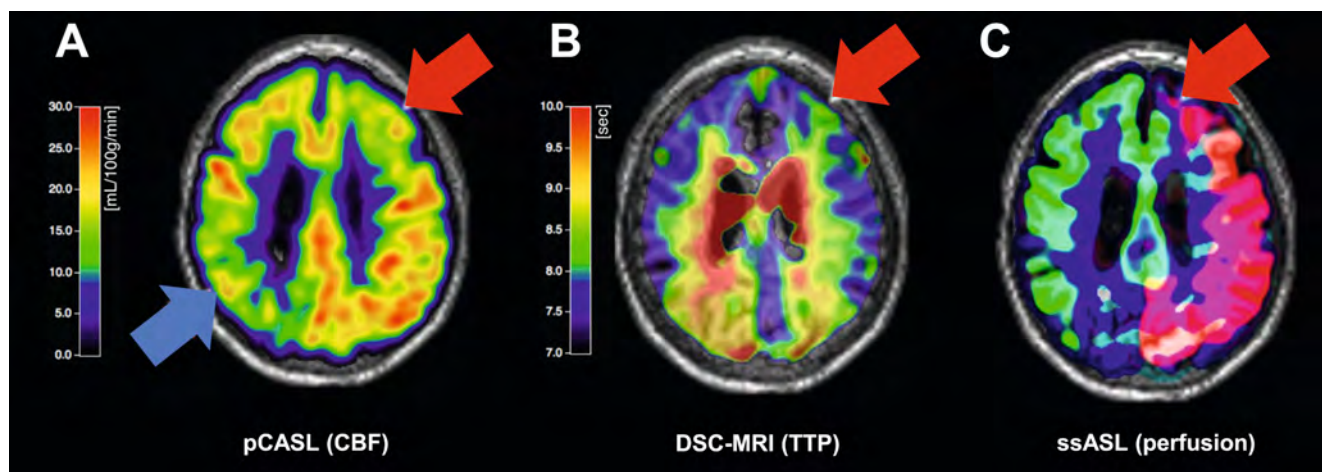 A
B
C
30.0
25.0
20.0
15.0
10.0
5.0
0.0
[mL/100g/min]
10.0
9.5
9.0
8.5
8.0
7.5
7.0
[sec]
pCASL (CBF)
DSC-MRI (TTP)
ssASL (perfusion)